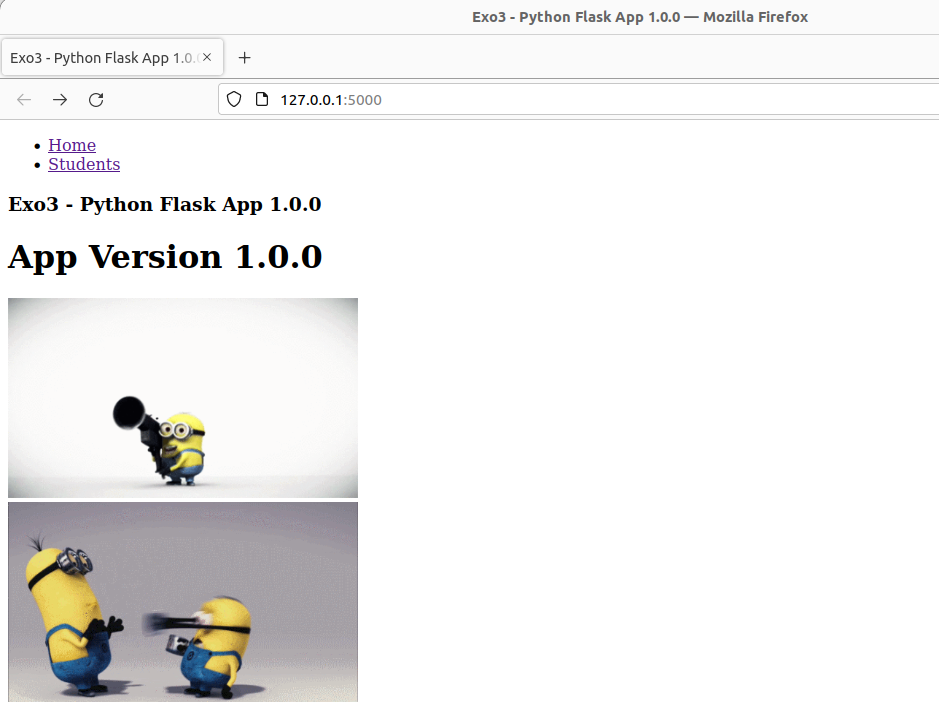 Exo3 - Python Flask App 1.0.0 — Mozilla Firefox
Exo3 - Python Flask App 1.0.
127.0.0.1:5000
Home
Students
Exo3 - Python Flask App 1.0.0
App Version 1.0.0